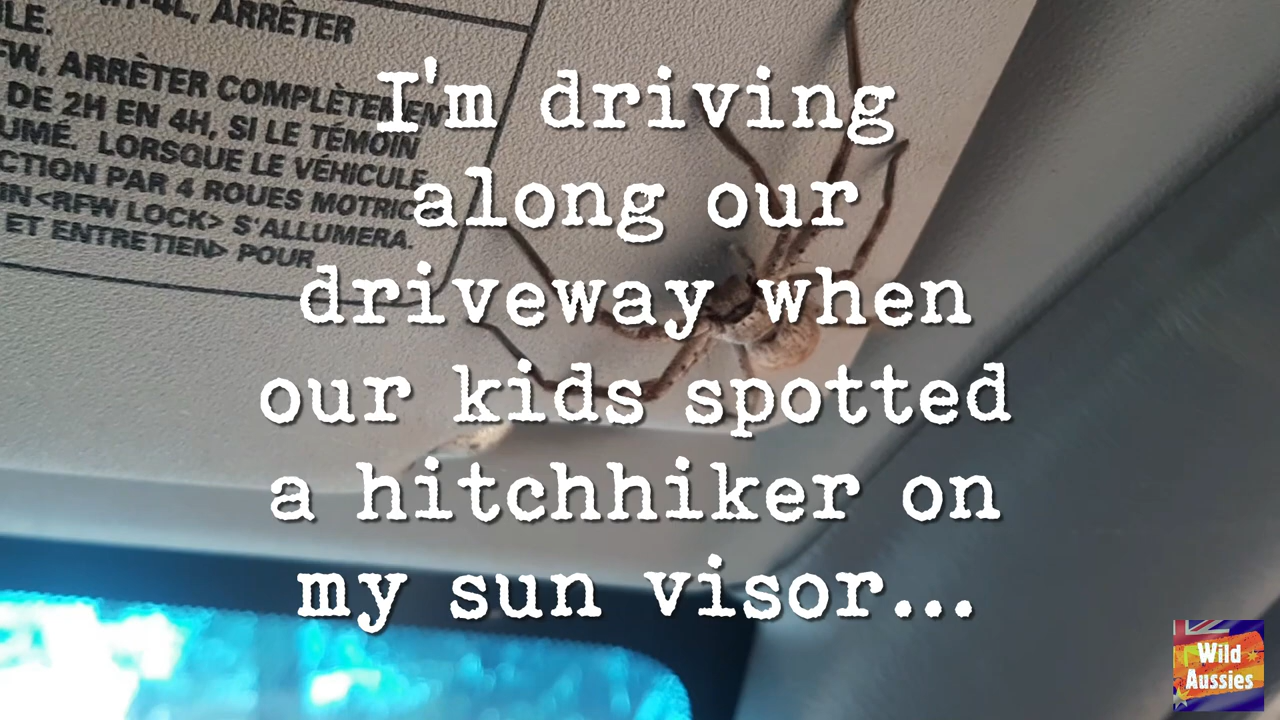 LE.
4L, ARRÊTER
FW, ARRÊTER COMPLÈTEMENT
DE 2H EN 4H, SI LE TÉMOIN
UMÉ. LORSQUE LE VÉHICULE
CTION PAR 4 ROUES MOTRIC
IN <RFW LOCK> S'ALLUMERA.
ET ENTRETIEN> POUR
I'm driving
along our
driveway when
our kids spotted
a hitchhiker on
my sun visor...
Wild
Aussies